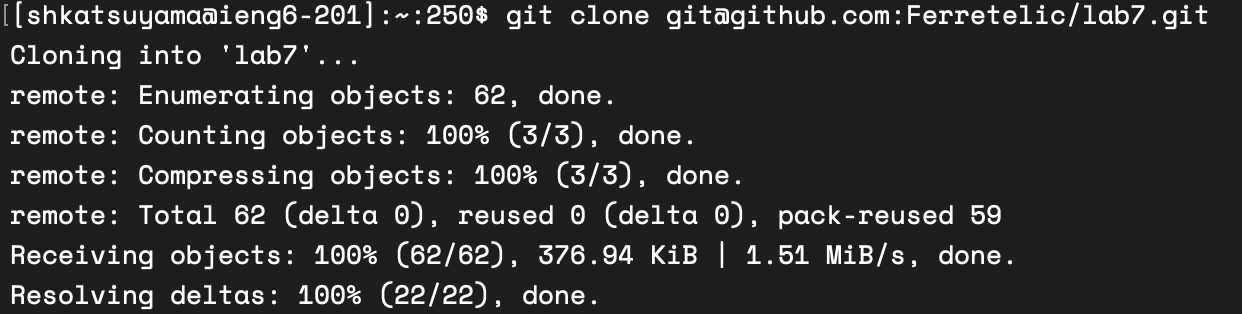 [[shkatsuyama@ieng6-201]:~:250$ git clone git@github.com:Ferretelic/lab7.git
Cloning into 'lab7'...
remote: Enumerating objects: 62, done.
remote: Counting objects: 100% (3/3), done.
remote: Compressing objects: 100% (3/3), done.
remote: Total 62 (delta 0), reused 0 (delta 0), pack-reused 59
Receiving objects: 100% (62/62), 376.94 KiB | 1.51 MiB/s, done.
Resolving deltas: 100% (22/22), done.